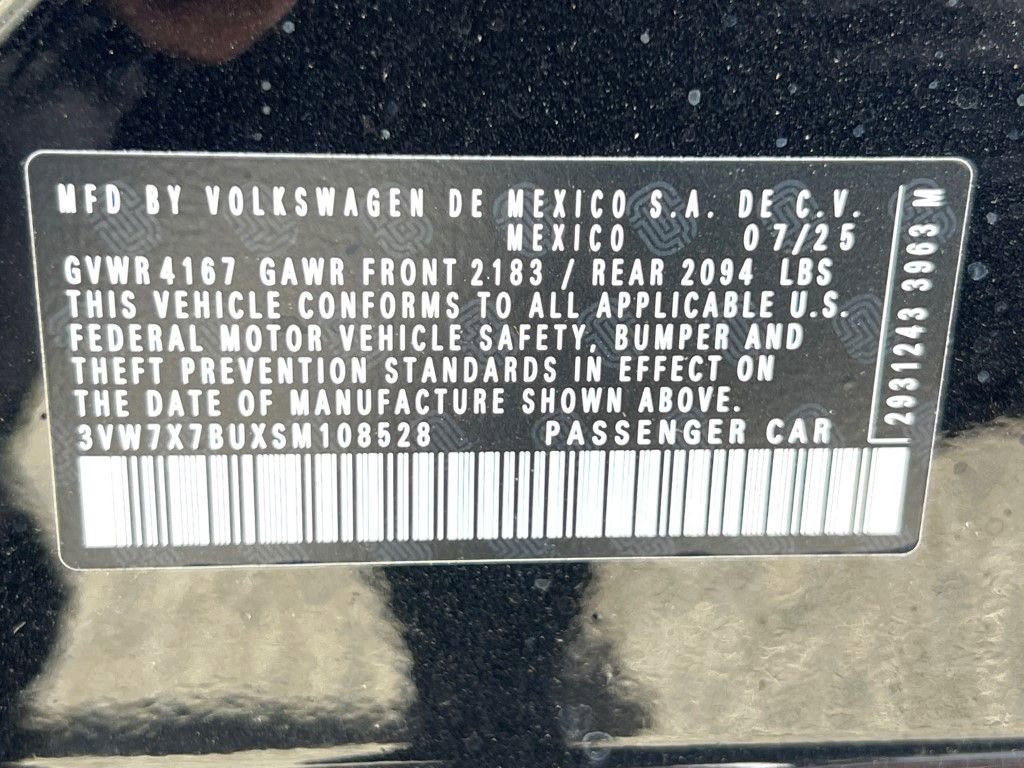 MFD BY VOLKSWAGEN DE MEXICO S.A. DE C.V.
MEXICO 07/25
GVWR 4167 GAWR FRONT 2183 / REAR 2094 LBS
THIS VEHICLE CONFORMS TO ALL APPLICABLE U.S.
FEDERAL MOTOR VEHICLE SAFETY, BUMPER AND
THEFT PREVENTION STANDARDS IN EFFECT ON
THE DATE OF MANUFACTURE SHOWN ABOVE.
3VW7X7BUXSM108528 PASSENGER CAR
2931243 3963 M